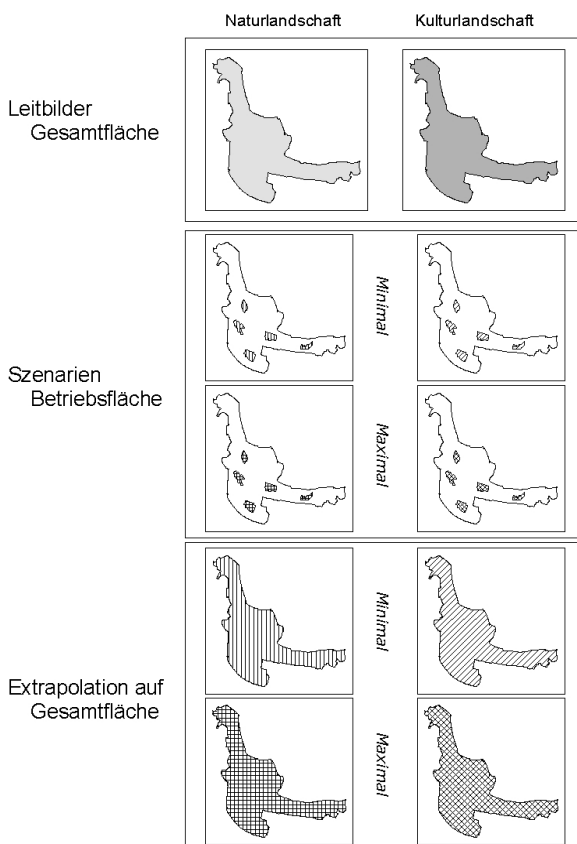 Naturlandschaft
Kulturlandschaft
Leitbilder
Gesamtfläche
Minimal
Szenarien
Betriebsfläche
Maximal
Minimal
Extrapolation auf
Gesamtfläche
Maximal